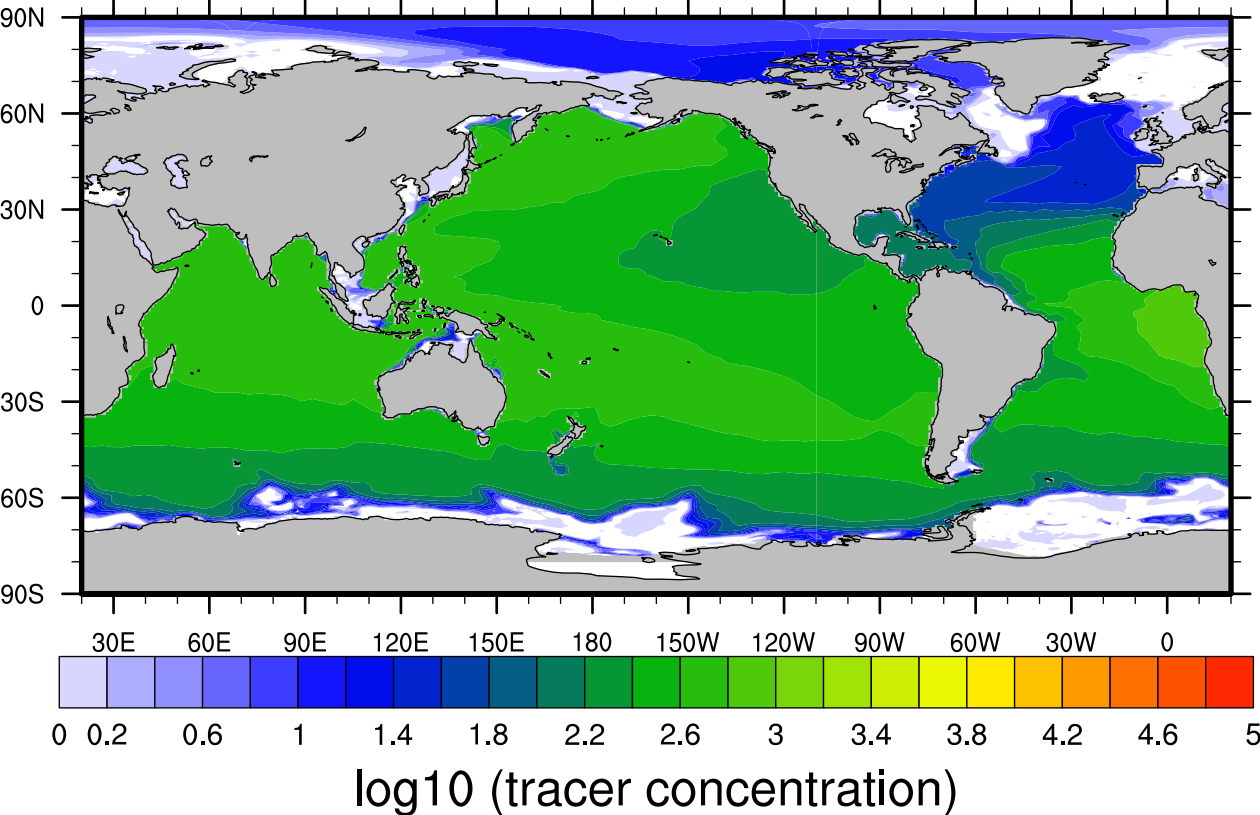 90N
60N
30N
0
30S
60S
90S
30E 60E 90E 120E 150E 180 150W 120W 90W 60W 30W 0
0 0.2 0.6 1 1.4 1.8 2.2 2.6 3 3.4 3.8 4.2 4.6 5
log10 (tracer concentration)